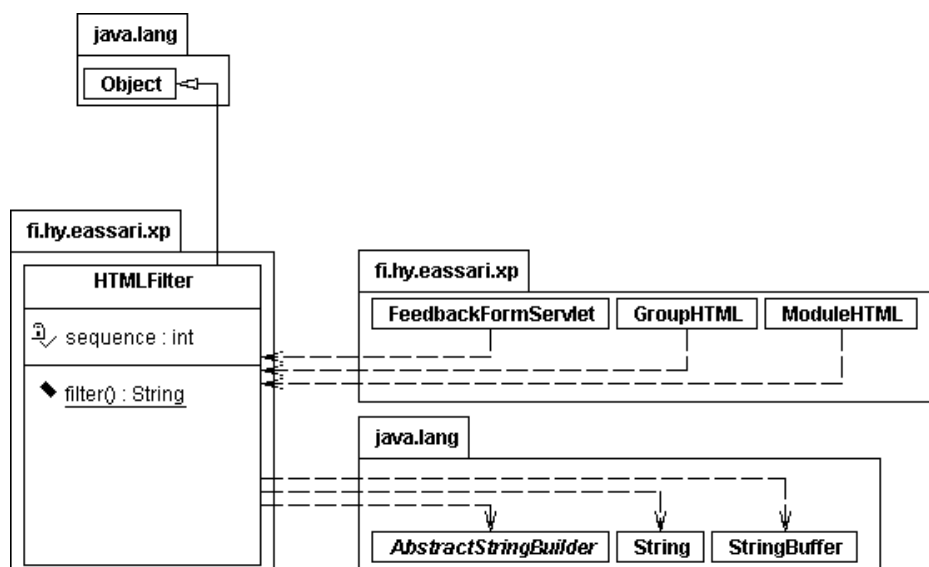 java.lang
Object
fi.hy.eassari.xp
HTMLFilter
sequence : int
filter() : String
fi.hy.eassari.xp
FeedbackFormServlet
GroupHTML
ModuleHTML
java.lang
AbstractStringBuilder
String
StringBuffer